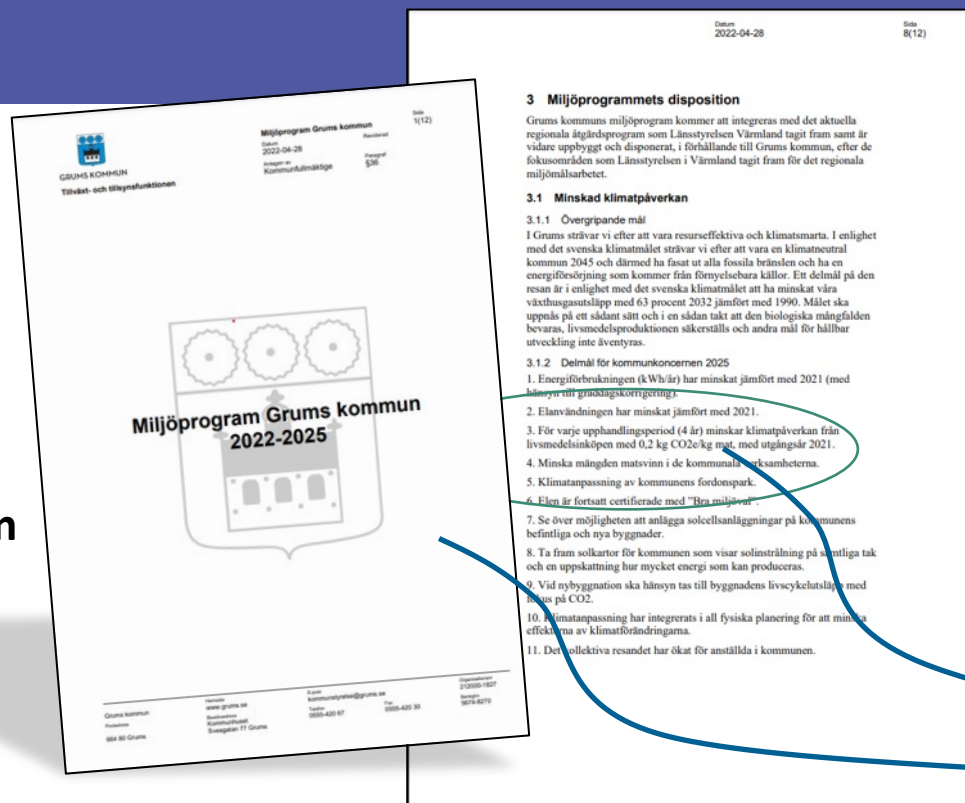 GRUMS KOMMUN
Tillväxt- och tillsynsfunktionen
Miljöprogram Grums kommun
Datum
2022-04-28
Reviderad
Antagen av
Kommunfullmäktige
Paragraf
§36
Sida
1(12)
Miljöprogram Grums kommun
2022-2025
Grums kommun
Postadress
664 80 Grums
Hemsida
www.grums.se
Besöksadress
Kommunhuset
Sveagatan 77 Grums
E-post
kommunstyrelse@grums.se
Telefon
0555-420 67
Fax
0555-420 30
Organisationsnr
212000-1827
Bankgiro
5674-8270
n
Datum
2022-04-28
Sida
8(12)
3 Miljöprogrammets disposition
Grums kommuns miljöprogram kommer att integreras med det aktuella
regionala åtgärdsprogram som Länsstyrelsen Värmland tagit fram samt är
vidare uppbyggt och disponerat, i förhållande till Grums kommun, efter de
fokusområden som Länsstyrelsen i Värmland tagit fram för det regionala
miljömålsarbetet.
3.1 Minskad klimatpåverkan
3.1.1 Övergripande mål
I Grums strävar vi efter att vara resurseffektiva och klimatsmarta. I enlighet
med det svenska klimatmålet strävar vi efter att vara en klimatneutral
kommun 2045 och därmed ha fasat ut alla fossila bränslen och ha en
energiförsörjning som kommer från förnyelsebara källor. Ett delmål på den
resan är i enlighet med det svenska klimatmålet att ha minskat våra
växthusgasutsläpp med 63 procent 2032 jämfört med 1990. Målet ska
uppnås på ett sådant sätt och i en sådan takt att den biologiska mångfalden
bevaras, livsmedelsproduktionen säkerställs och andra mål för hållbar
utveckling inte äventyras.
3.1.2 Delmål för kommunkoncernen 2025
1. Energiförbrukningen (kWh/år) har minskat jämfört med 2021 (med
hänsyn till graddagskorrigering).
2. Elanvändningen har minskat jämfört med 2021.
3. För varje upphandlingsperiod (4 år) minskar klimatpåverkan från
livsmedelsinköpen med 0,2 kg CO2e/kg mat, med utgångsår 2021.
4. Minska mängden matsvinn i de kommunala verksamheterna.
5. Klimatanpassning av kommunens fordonspark.
6. Elen är fortsatt certifierade med "Bra miljöval".
7. Se över möjligheten att anlägga solcellsanläggningar på kommunens
befintliga och nya byggnader.
8. Ta fram solkartor för kommunen som visar solinstrålning på samtliga tak
och en uppskattning hur mycket energi som kan produceras.
9. Vid nybyggnation ska hänsyn tas till byggnadens livscykelutsläpp med
fokus på CO2.
10. Klimatanpassning har integrerats i all fysiska planering för att minska
effekterna av klimatförändringarna.
11. Det kollektiva resandet har ökat för anställda i kommunen.